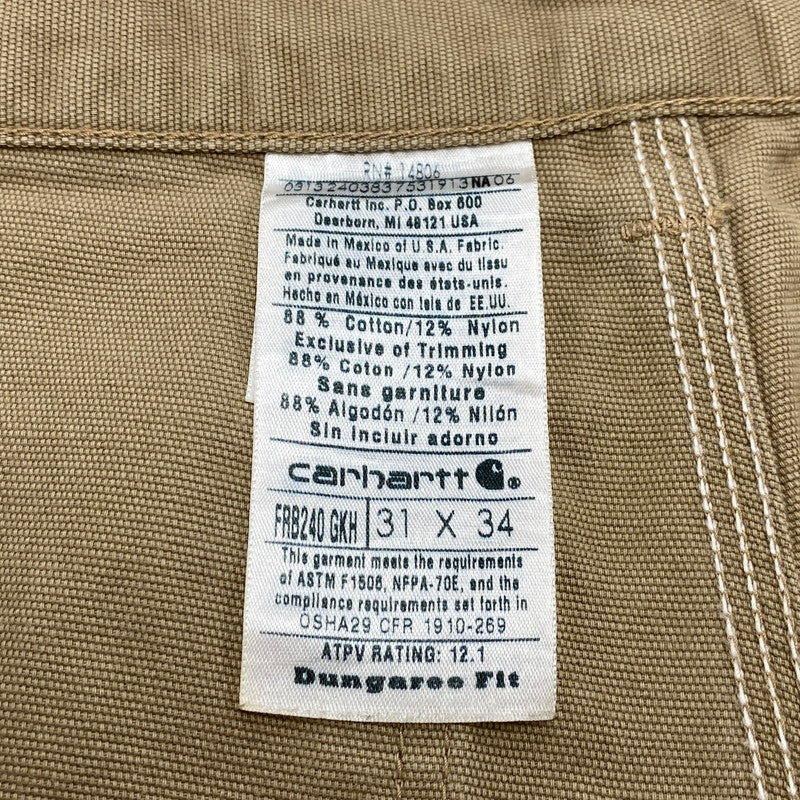 RN# 14806
63132403837531913NA06
Carhartt Inc. P.O. Box 600
Dearborn, MI 48121 USA
Made in Mexico of U.S.A. Fabric.
Fabriqué au Mexique avec du tissu
en provenance des états-unis.
Hecho en México con tela de EE.UU.
88 % Cotton/12% Nylon
Exclusive of Trimming
88% Coton /12% Nylon
Sans garniture
88% Algodón /12% Nilón
Sin incluir adorno
carhartt ®
FRB240 GKH 31 X 34
This garment meets the requirements
of ASTM F1506, NFPA-70E, and the
compliance requirements set forth in
OSHA29 CFR 1910-269
ATPV RATING: 12.1
Dungaree Fit